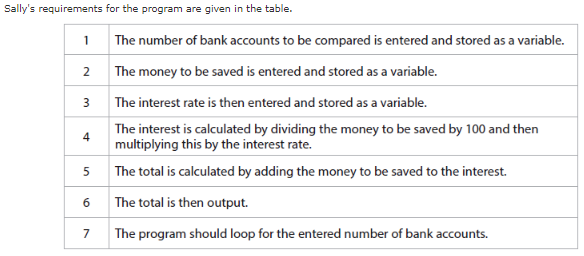 Sally's requirements for the program are given in the table.
1 The number of bank accounts to be compared is entered and stored as a variable.
2 The money to be saved is entered and stored as a variable.
3 The interest rate is then entered and stored as a variable.
4 The interest is calculated by dividing the money to be saved by 100 and then
multiplying this by the interest rate.
5 The total is calculated by adding the money to be saved to the interest.
6 The total is then output.
7 The program should loop for the entered number of bank accounts.